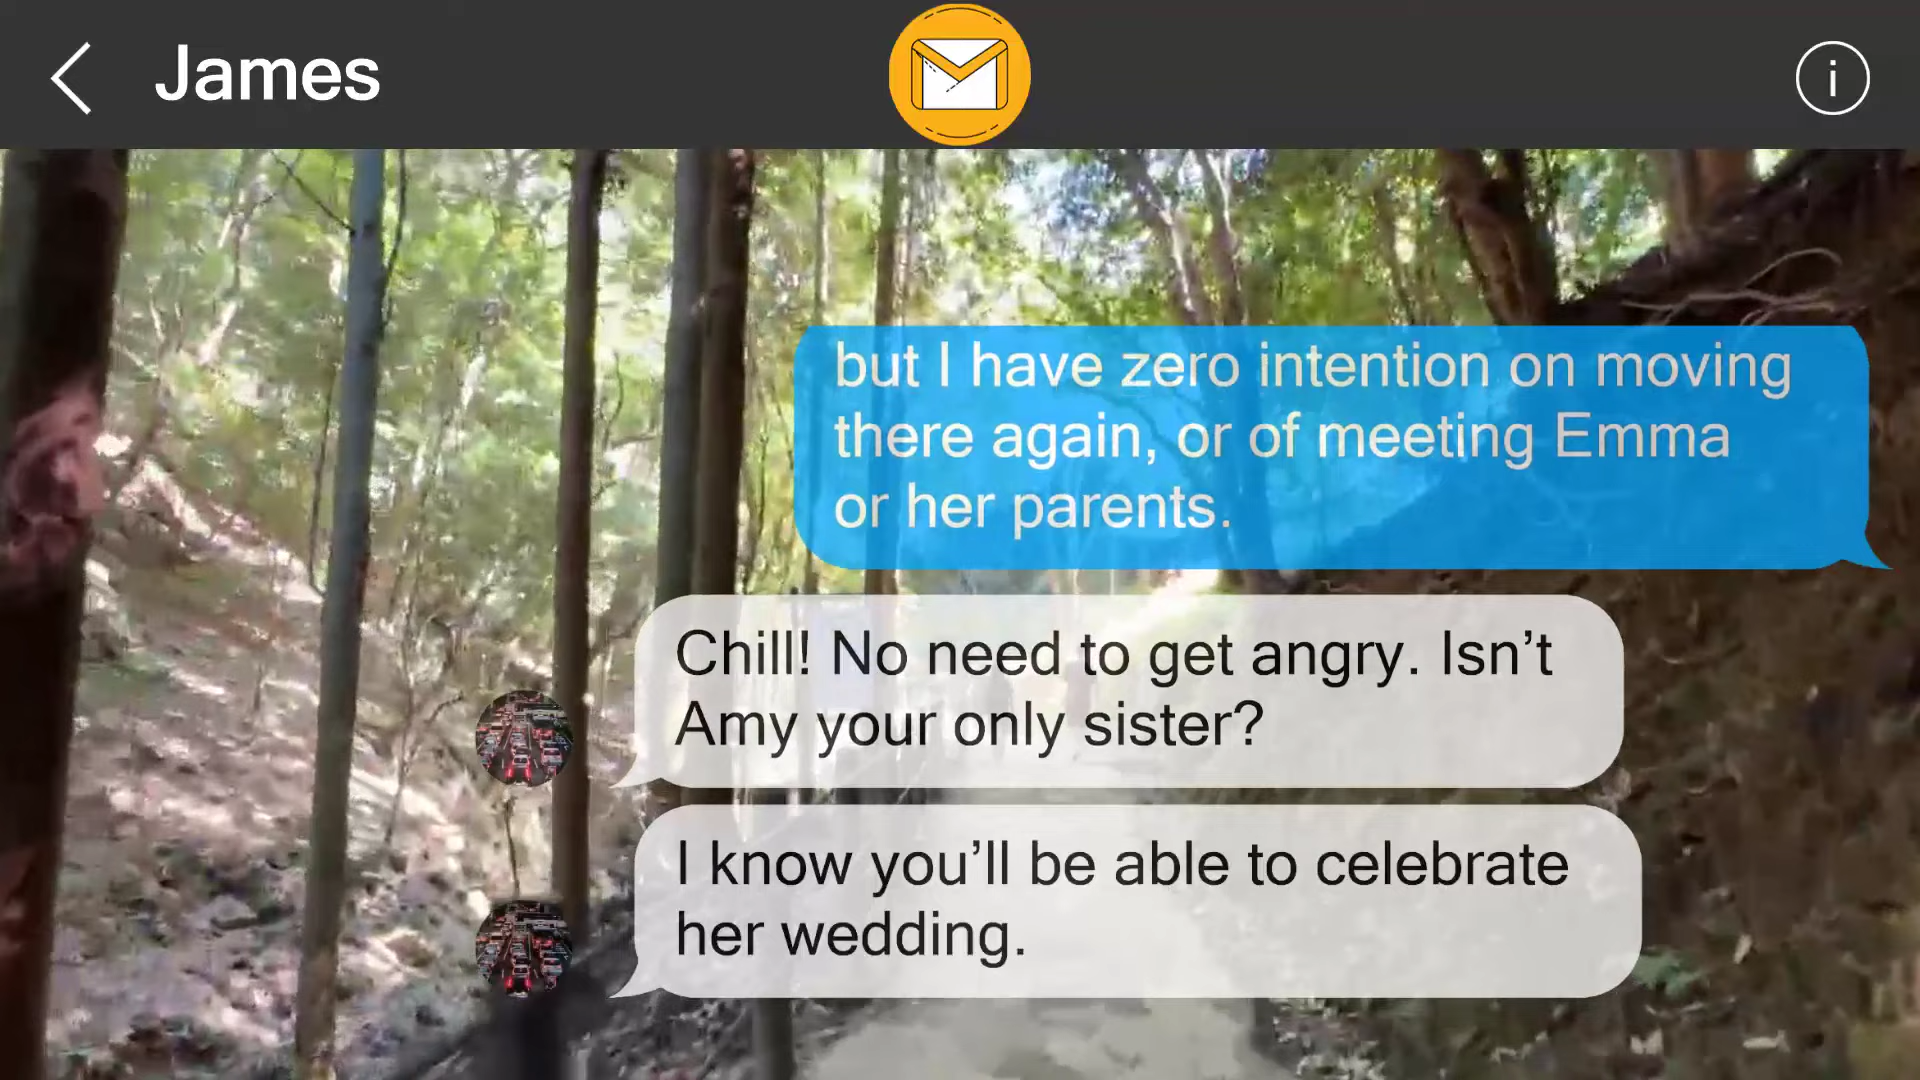 James
but I have zero intention on moving
there again, or of meeting Emma
or her parents.
Chill! No need to get angry. Isn’t
Amy your only sister?
I know you’ll be able to celebrate
her wedding.